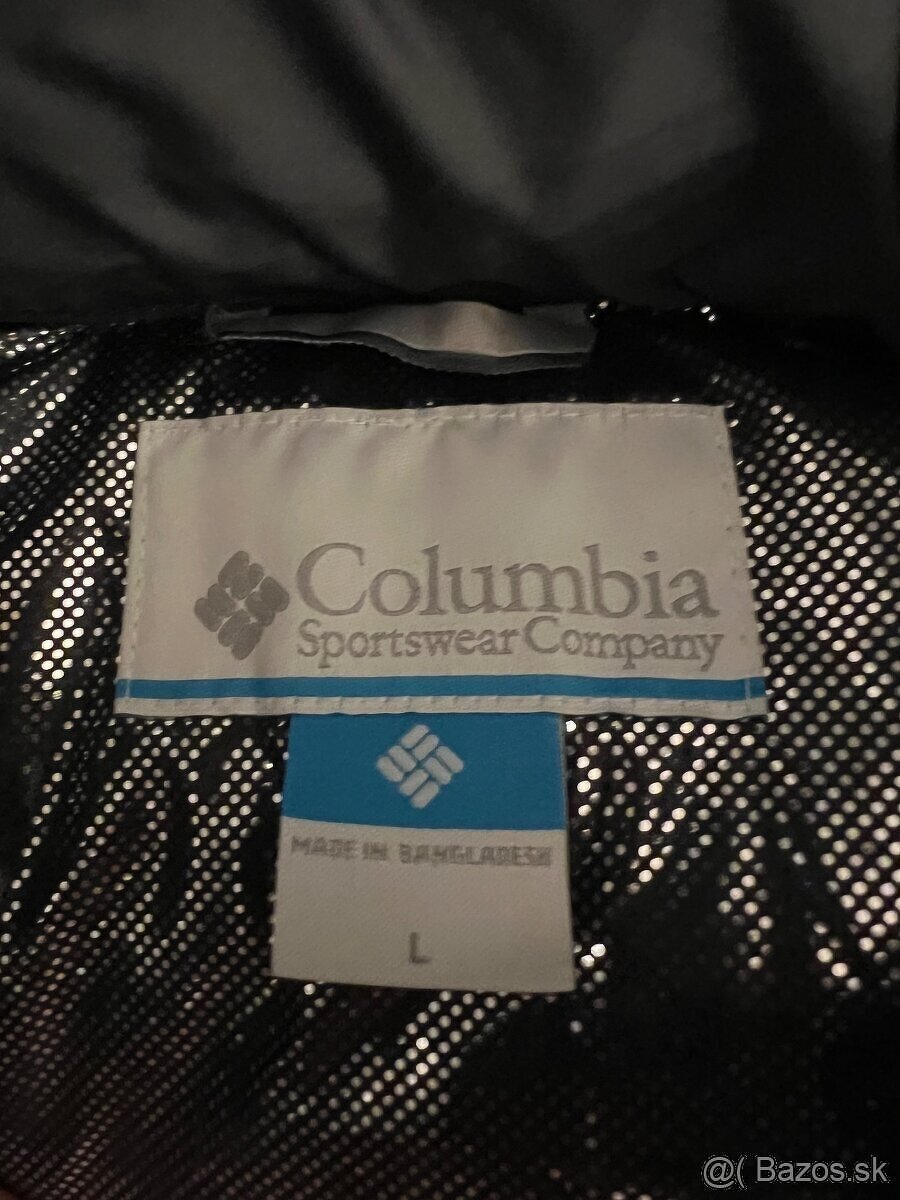 Columbia
Sportswear Company
MADE IN BANGLADESH
L
@( Bazos.sk